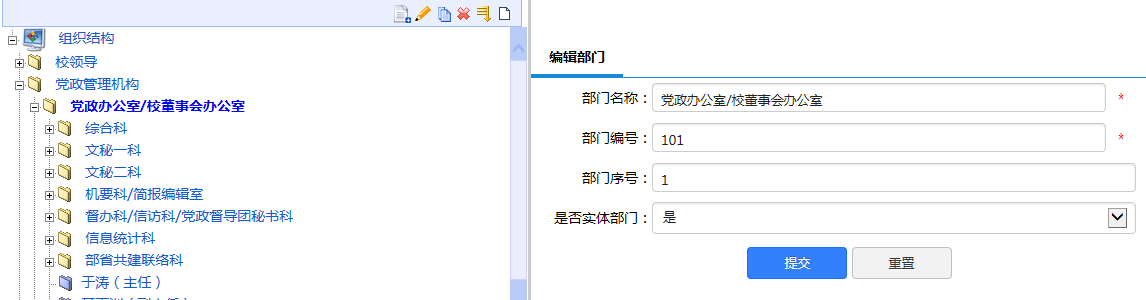 组织结构
校领导
党政管理机构
党政办公室/校董事会办公室
综合科
文秘一科
文秘二科
机要科/简报编辑室
督办科/信访科/党政督导团秘书科
信息统计科
部省共建联络科
于涛（主任）
编辑部门
部门名称： 党政办公室/校董事会办公室 *
部门编号： 101 *
部门序号： 1
是否实体部门： 是
提交 重置